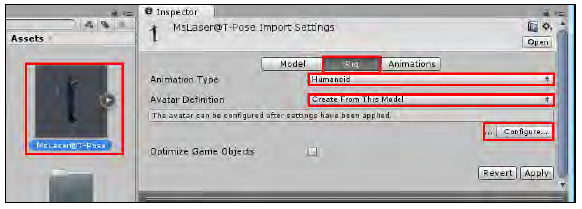 Inspector
MsLaser@T-Pose Import Settings
Open
Assets
Model Rig Animations
Animation Type Humanoid
Avatar Definition Create From This Model
The avatar can be configured after settings have been applied.
... Configure...
MsLaser@T-Pose
Optimize Game Objects
Revert Apply